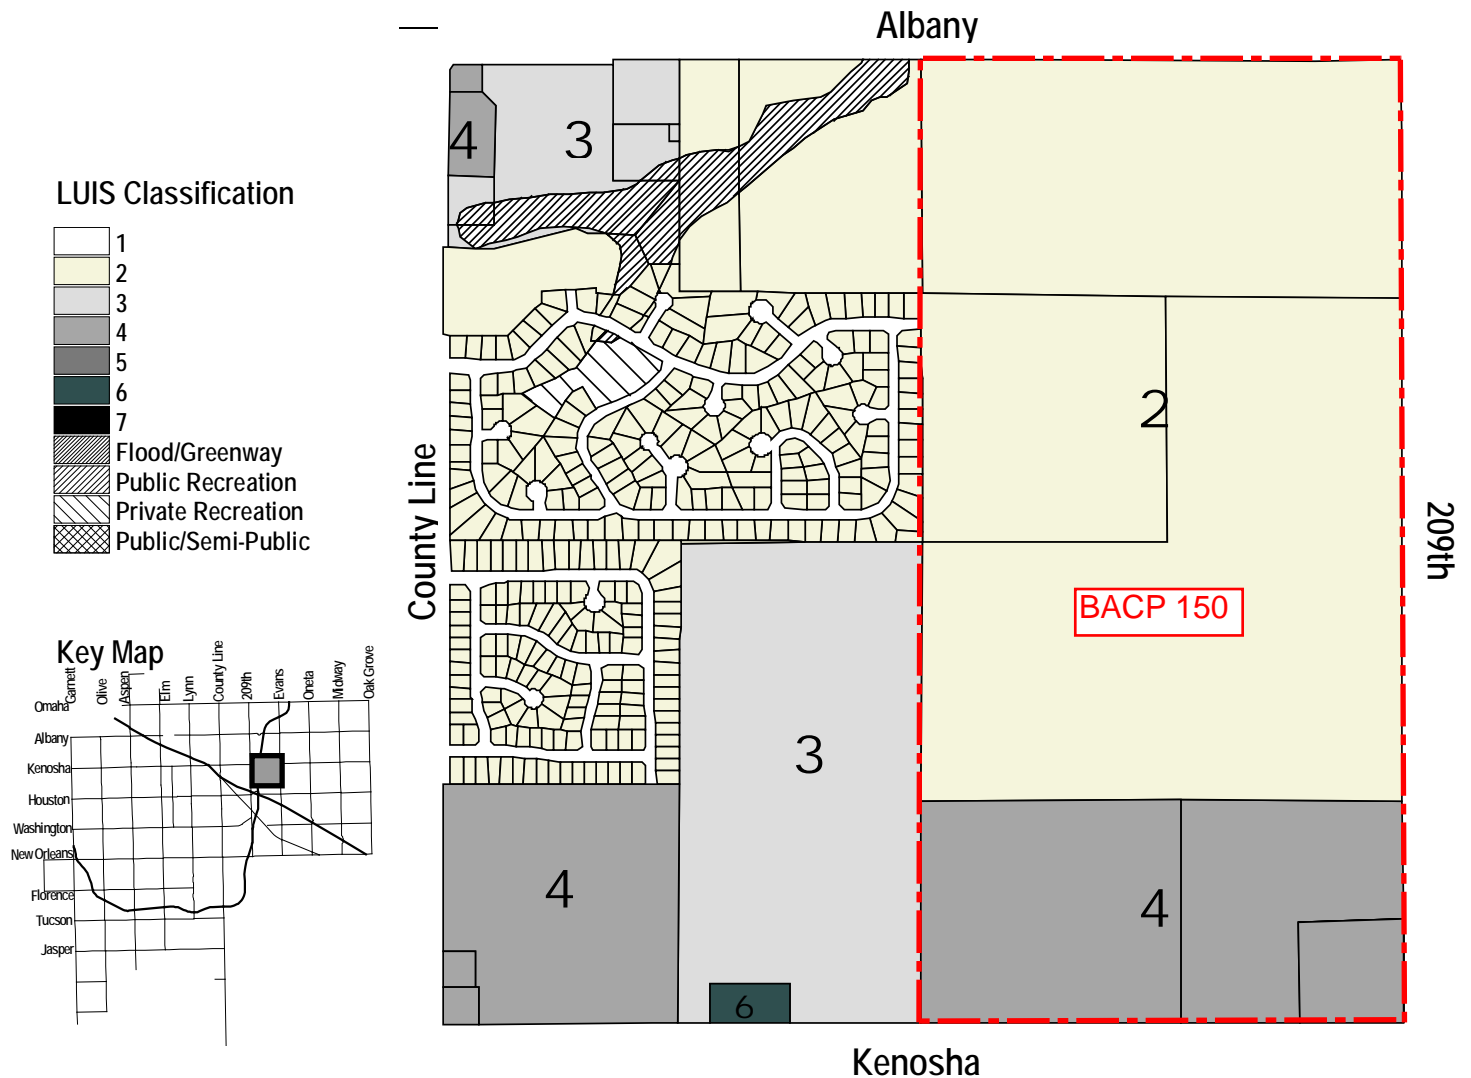 Albany
4
3
LUIS Classification
1
2
3
4
5
6
7
Flood/Greenway
Public Recreation
Private Recreation
Public/Semi-Public
County Line
2
209th
BACP 150
3
4
4
6
Kenosha
Key Map
Garnett
Olive
Aspen
Elm
Lynn
County Line
209th
Evans
Oneta
Midway
Oak Grove
Omaha
Albany
Kenosha
Houston
Washington
New Orleans
Florence
Tucson
Jasper